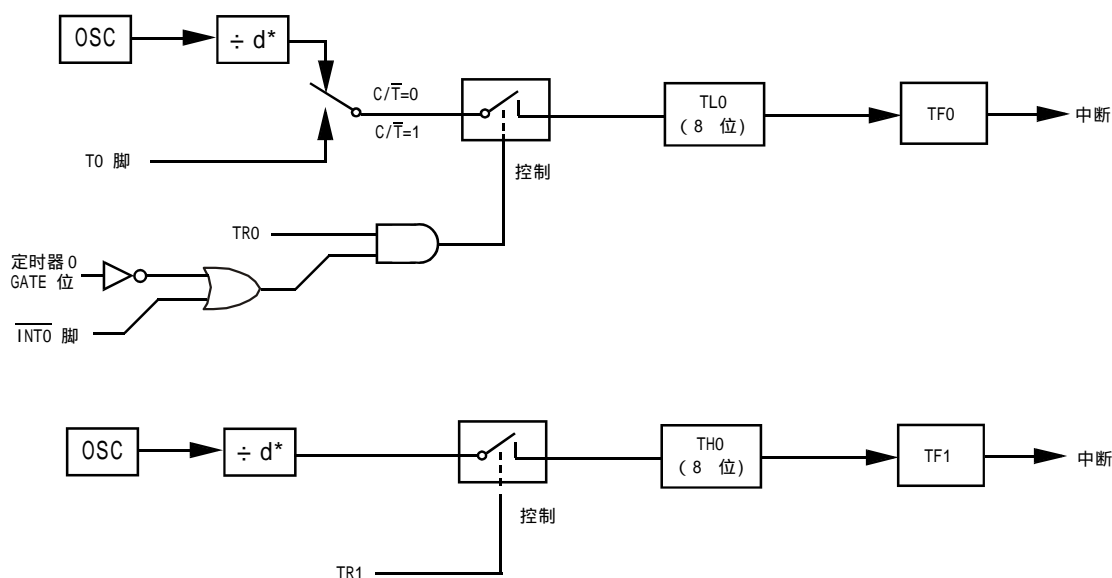 OSC
÷ d*
C/T̅=0
C/T̅=1
T0 脚
控制
TL0
(8 位)
TF0
中断
TR0
定时器 0
GATE 位
I̅N̅T̅0̅ 脚
OSC
÷ d*
控制
TH0
(8 位)
TF1
中断
TR1